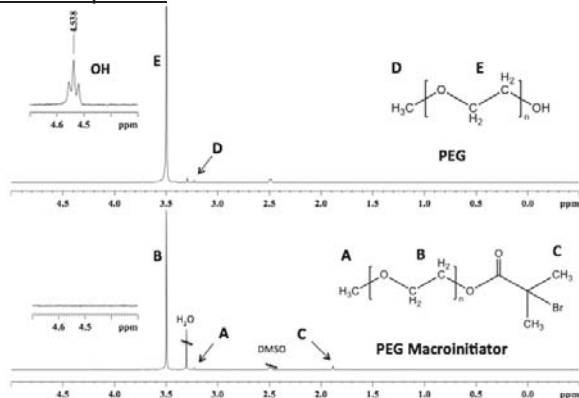 4.538
OH
4.6 4.5 ppm
E
D
D E
H₃C O C H₂ C H₂ n OH
PEG
4.5 4.0 3.5 3.0 2.5 2.0 1.5 1.0 0.5 0.0 ppm
B
4.6 4.5 ppm
H₂O
A
DMSO
C
A B C
H₃C O C H₂ C H₂ n O O CH₃ Br CH₃
PEG Macroinitiator
4.5 4.0 3.5 3.0 2.5 2.0 1.5 1.0 0.5 0.0 ppm